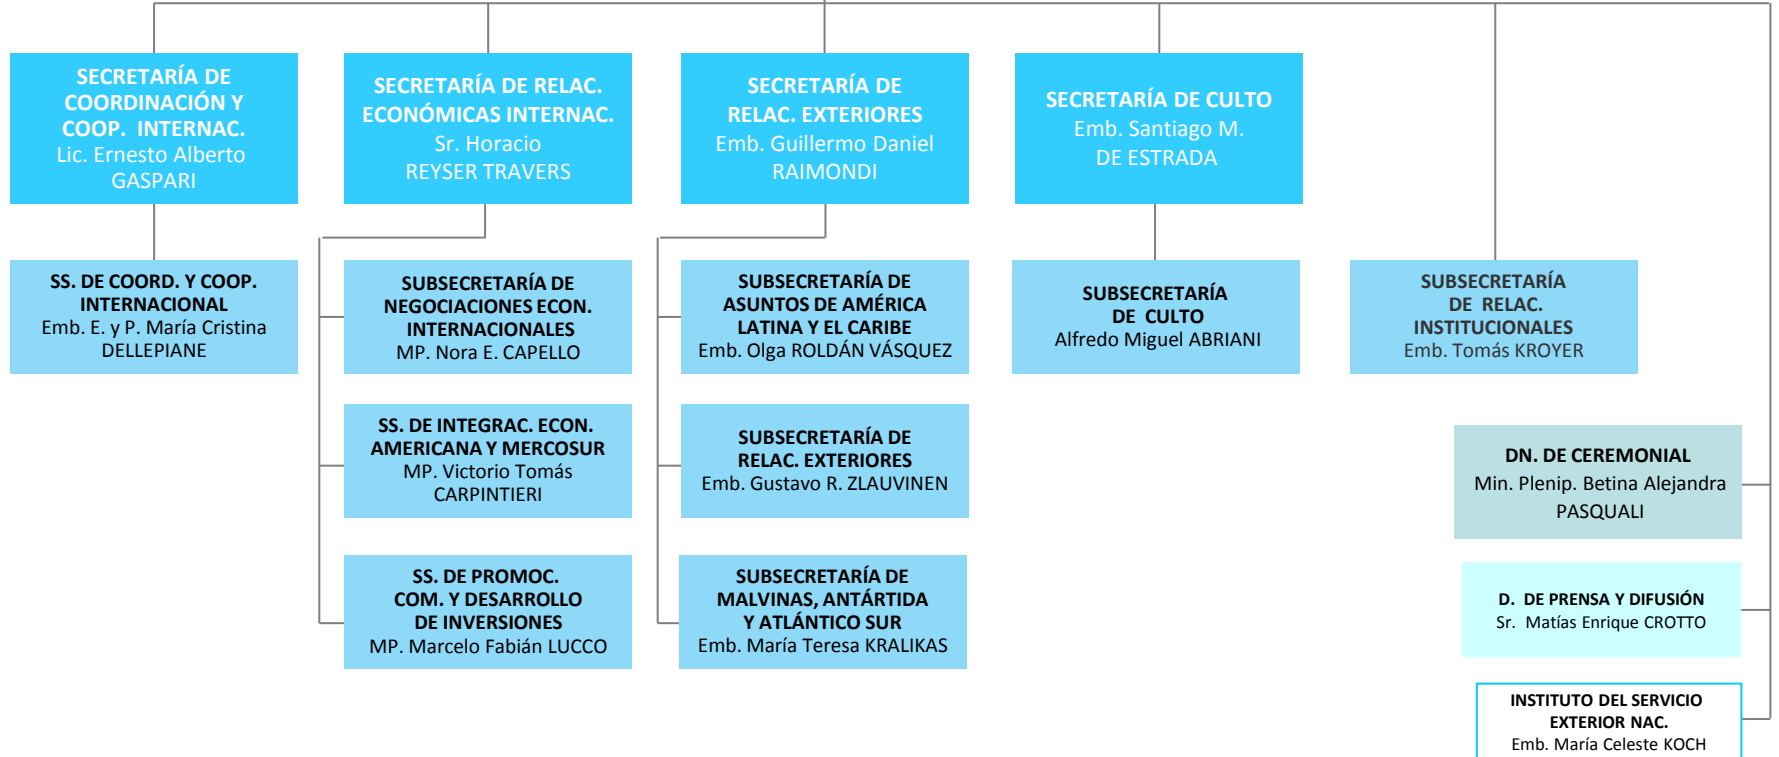 SECRETARÍA DE
COORDINACIÓN Y
COOP. INTERNAC.
Lic. Ernesto Alberto
GASPARI
SECRETARÍA DE RELAC.
ECONÓMICAS INTERNAC.
Sr. Horacio
REYSER TRAVERS
SECRETARÍA DE
RELAC. EXTERIORES
Emb. Guillermo Daniel
RAIMONDI
SECRETARÍA DE CULTO
Emb. Santiago M.
DE ESTRADA
SS. DE COORD. Y COOP.
INTERNACIONAL
Emb. E. y P. María Cristina
DELLEPIANE
SUBSECRETARÍA DE
NEGOCIACIONES ECON.
INTERNACIONALES
MP. Nora E. CAPELLO
SUBSECRETARÍA DE
ASUNTOS DE AMÉRICA
LATINA Y EL CARIBE
Emb. Olga ROLDÁN VÁSQUEZ
SUBSECRETARÍA
DE CULTO
Alfredo Miguel ABRIANI
SUBSECRETARÍA
DE RELAC.
INSTITUCIONALES
Emb. Tomás KROYER
SS. DE INTEGRAC. ECON.
AMERICANA Y MERCOSUR
MP. Victorio Tomás
CARPINTIERI
SUBSECRETARÍA DE
RELAC. EXTERIORES
Emb. Gustavo R. ZLAUVINEN
DN. DE CEREMONIAL
Min. Plenip. Betina Alejandra
PASQUALI
SS. DE PROMOC.
COM. Y DESARROLLO
DE INVERSIONES
MP. Marcelo Fabián LUCCO
SUBSECRETARÍA DE
MALVINAS, ANTÁRTIDA
Y ATLÁNTICO SUR
Emb. María Teresa KRALIKAS
D. DE PRENSA Y DIFUSIÓN
Sr. Matías Enrique CROTTO
INSTITUTO DEL SERVICIO
EXTERIOR NAC.
Emb. María Celeste KOCH